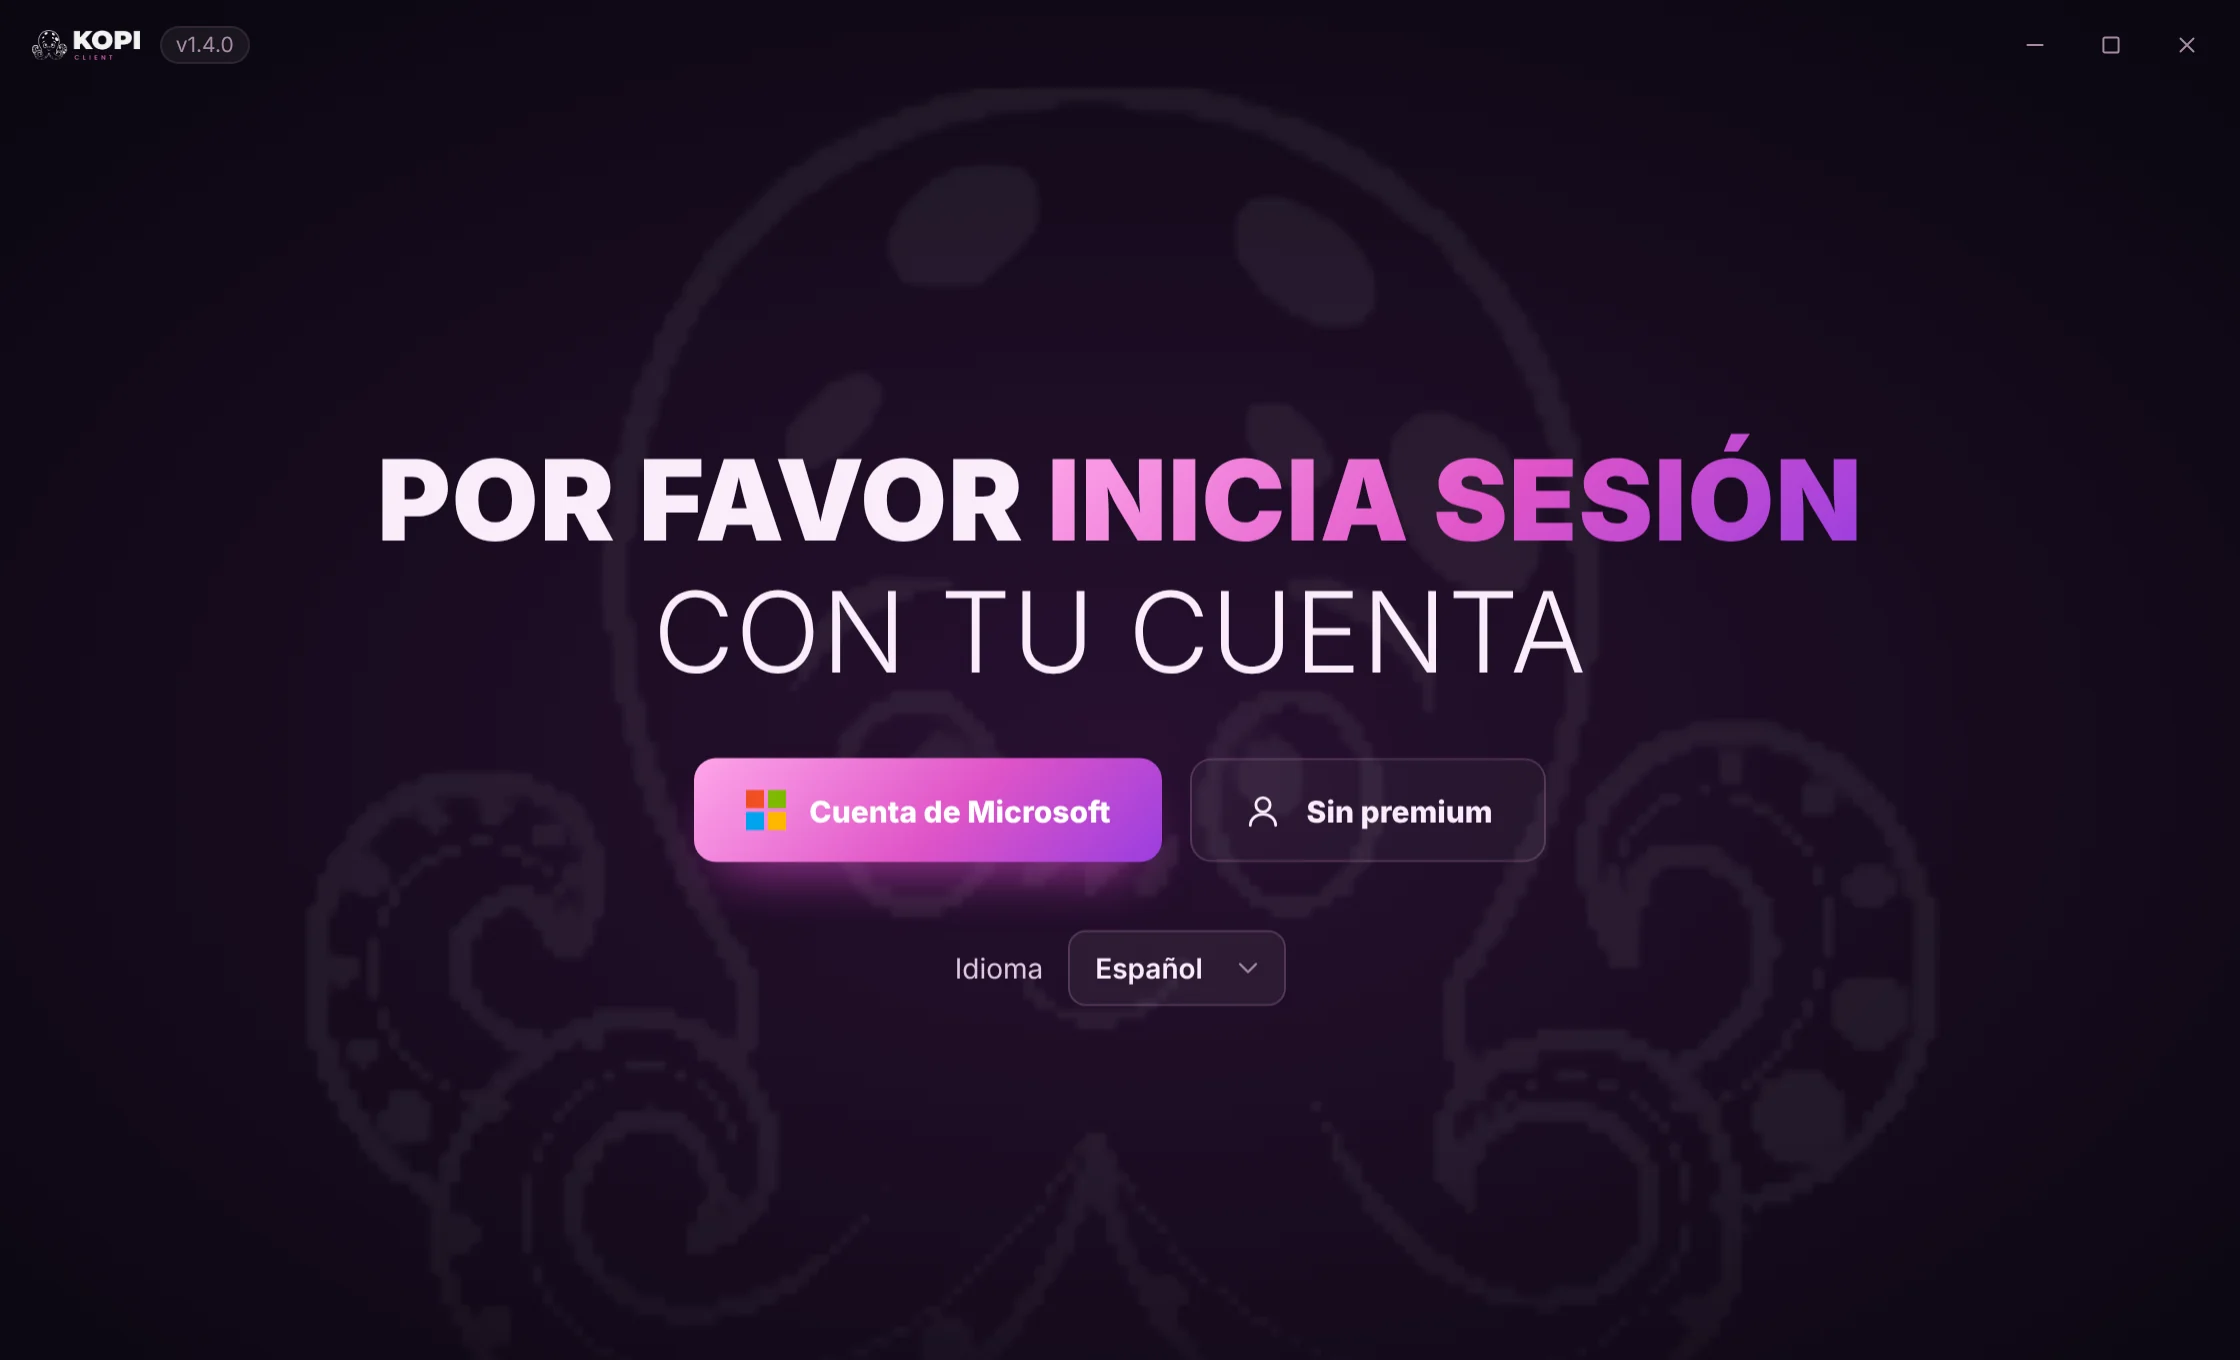 KOPI
CLIENT
v1.4.0
POR FAVOR INICIA SESIÓN
CON TU CUENTA
Cuenta de Microsoft
Sin premium
Idioma
Español